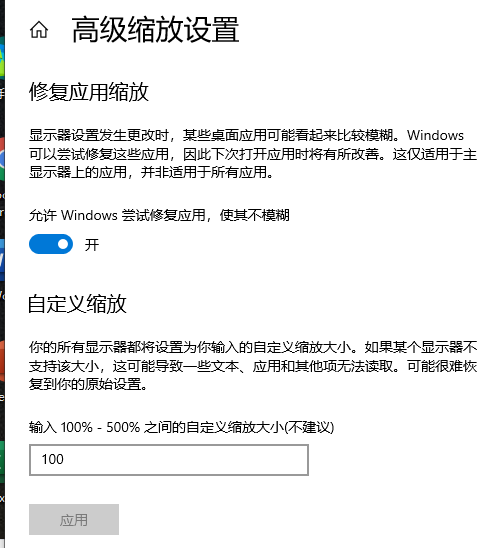 高级缩放设置
修复应用缩放
显示器设置发生更改时，某些桌面应用可能看起来比较模糊。Windows
可以尝试修复这些应用，因此下次打开应用时将有所改善。这仅适用于主
显示器上的应用，并非适用于所有应用。
允许 Windows 尝试修复应用，使其不模糊
开
自定义缩放
你的所有显示器都将设置为你输入的自定义缩放大小。如果某个显示器不
支持该大小，这可能导致一些文本、应用和其他项无法读取。可能很难恢
复到你的原始设置。
输入 100% - 500% 之间的自定义缩放大小(不建议)
100
应用